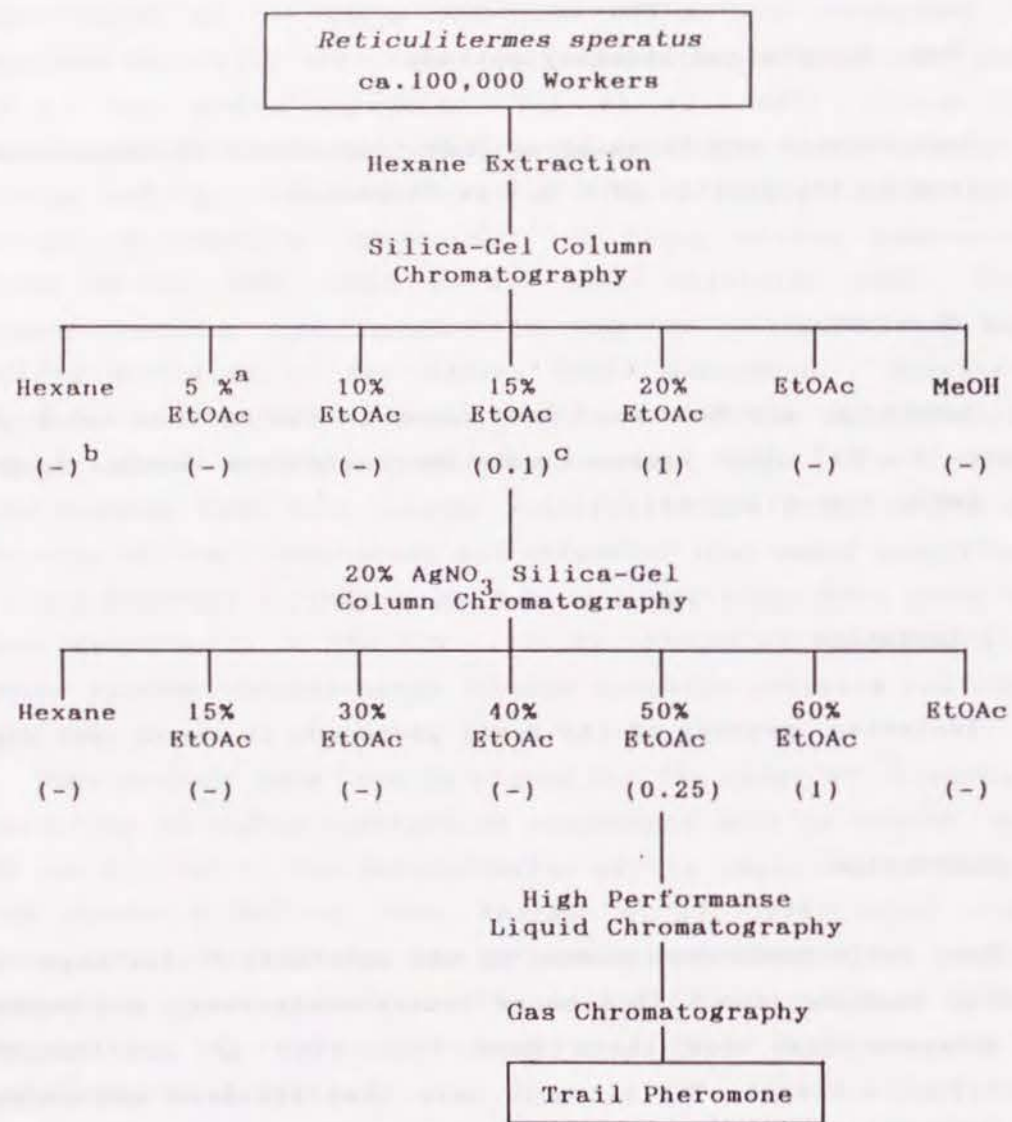 Reticulitermes speratus
ca.100,000 Workers
Hexane Extraction
Silica-Gel Column
Chromatography
Hexane 5 %a 10% 15% 20% EtOAc MeOH
EtOAc EtOAc EtOAc EtOAc
(-)b (-) (-) (0.1)c (1) (-) (-)
20% AgNO3 Silica-Gel
Column Chromatography
Hexane 15% 30% 40% 50% 60% EtOAc
EtOAc EtOAc EtOAc EtOAc EtOAc
(-) (-) (-) (-) (0.25) (1) (-)
High Performanse
Liquid Chromatography
Gas Chromatography
Trail Pheromone